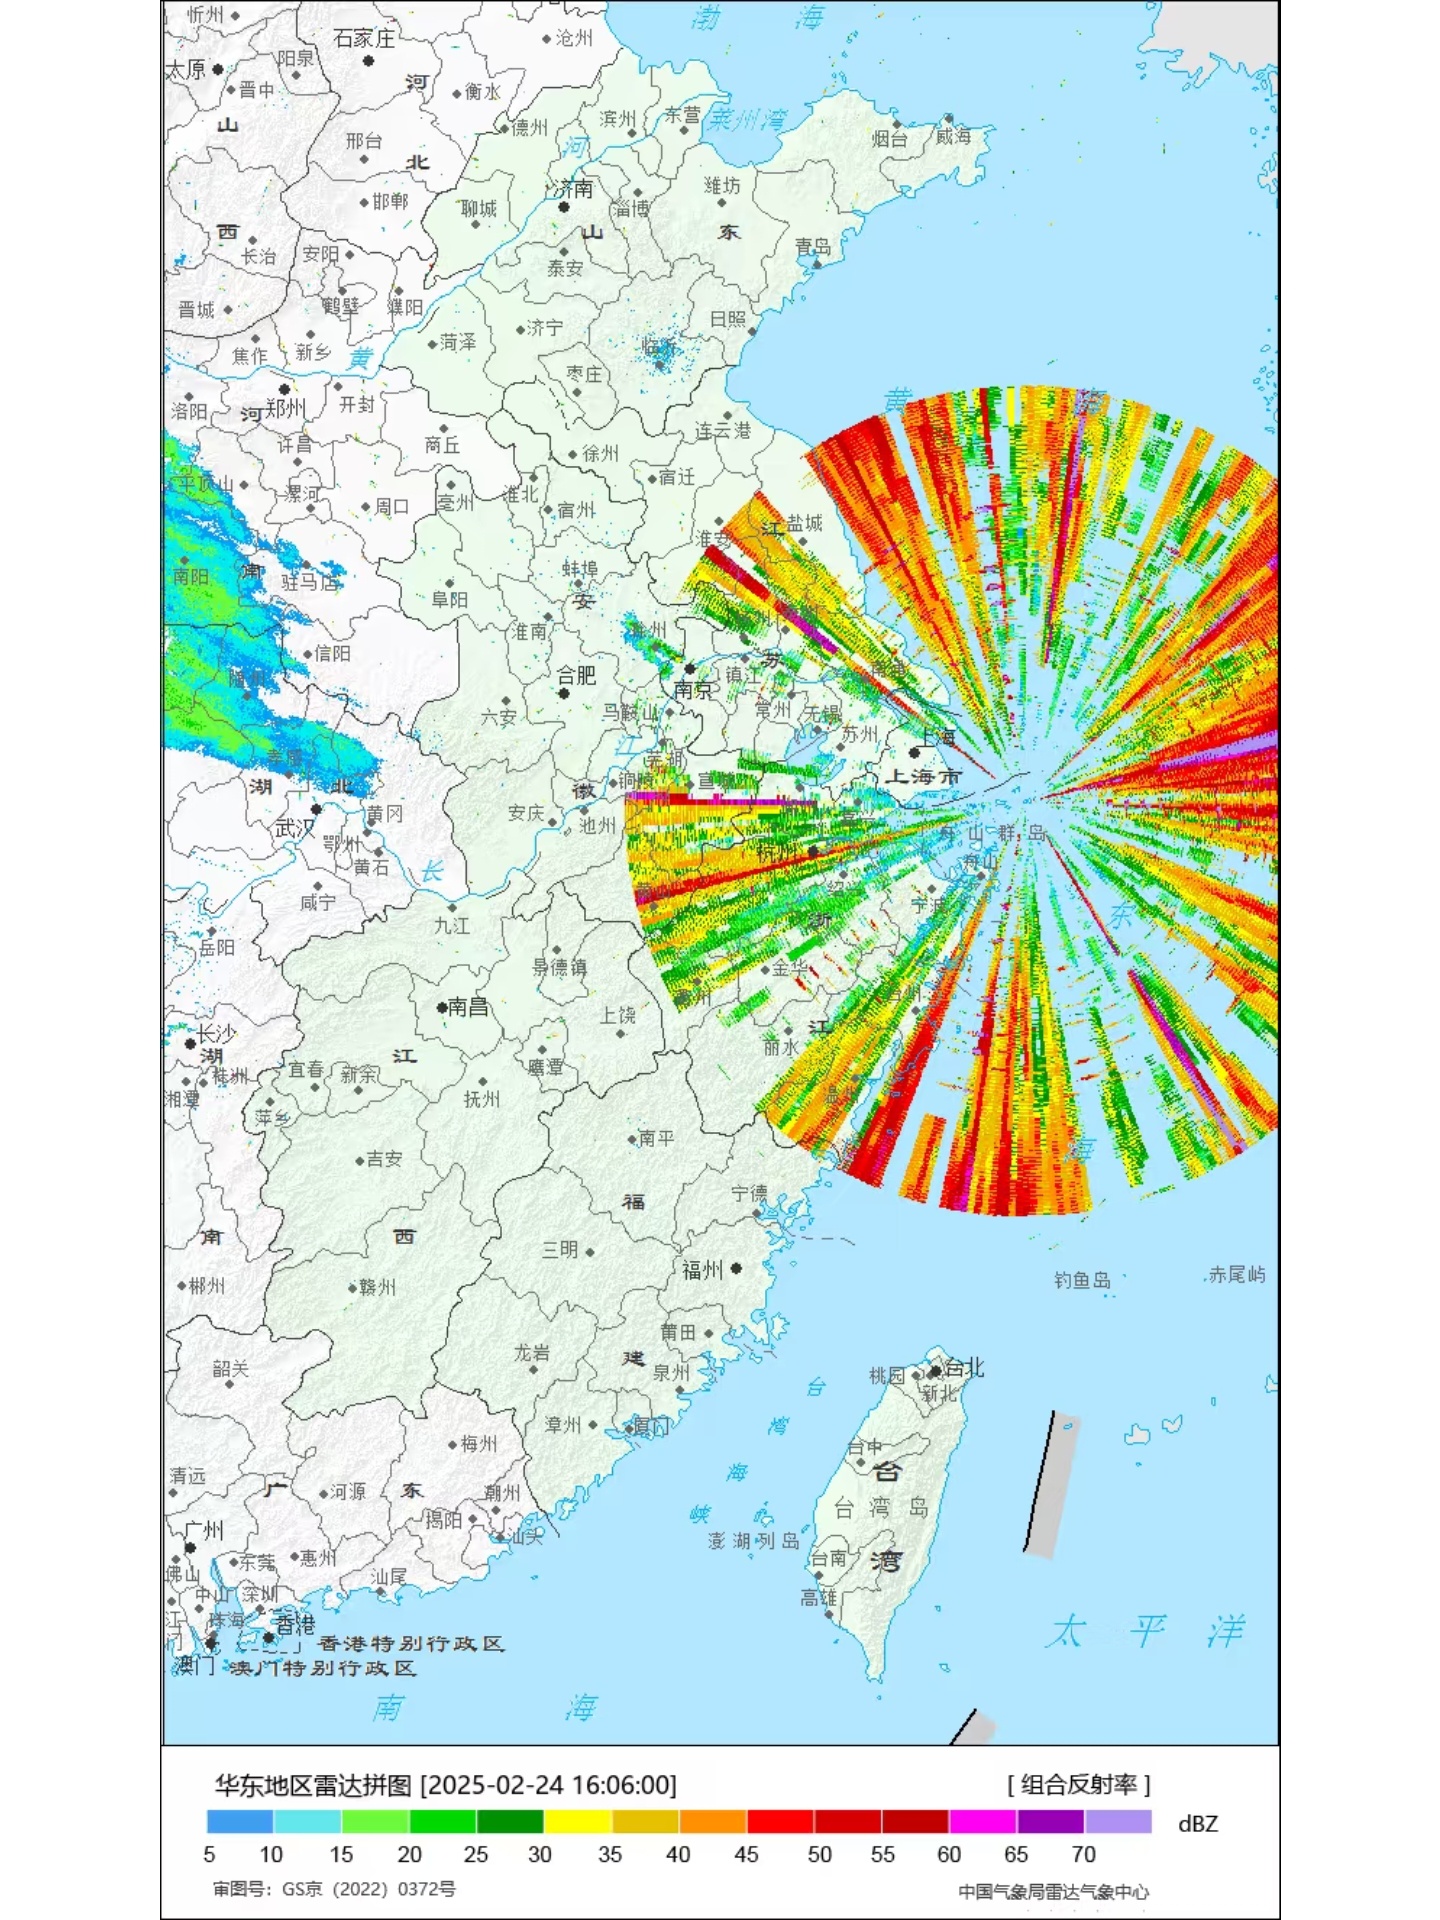 渤 海
忻州
石家庄
沧州
太原
阳泉
晋中
河
衡水
滨州
东营
莱州湾
山
德州
烟台
威海
邢台
北
河
邯郸
聊城
济南
淄博
潍坊
西
山
东
长治
安阳
泰安
青岛
晋城
鹤壁
濮阳
济宁
日照
焦作
新乡
黄
菏泽
临沂
枣庄
洛阳
河
郑州
开封
黄
海
许昌
商丘
徐州
连云港
平顶山
漯河
周口
亳州
淮北
宿州
宿迁
江
盐城
淮安
南阳
南
驻马店
阜阳
蚌埠
安
淮南
滁州
信阳
合肥
苏
南通
随州
南京
镇江
六安
马鞍山
常州
无锡
苏州
上海
江
芜湖
上海市
孝感
湖
北
铜陵
宣城
徽
武汉
黄冈
安庆
池州
舟山群岛
鄂州
杭州
黄石
长
舟山
咸宁
黄山
绍兴
宁波
东
九江
浙
岳阳
景德镇
金华
衢州
台州
南昌
上饶
江
长沙
湖
江
丽水
株洲
宜春
新余
鹰潭
湘潭
萍乡
抚州
温州
南平
海
吉安
宁德
南
西
福
三明
福州
郴州
赣州
钓鱼岛
赤尾屿
莆田
韶关
龙岩
建
泉州
桃园
台北
新北
台
漳州
厦门
湾
梅州
台中
清远
海
台
广
河源
东
潮州
台湾岛
揭阳
峡
广州
汕头
澎湖列岛
佛山
东莞
惠州
台南
湾
中山
深圳
汕尾
高雄
江门
珠海
香港
香港特别行政区
太平洋
澳门
澳门特别行政区
南
海
华东地区雷达拼图 [2025-02-24 16:06:00]
[ 组合反射率 ]
5 10 15 20 25 30 35 40 45 50 55 60 65 70
dBZ
审图号：GS京（2022）0372号
中国气象局雷达气象中心